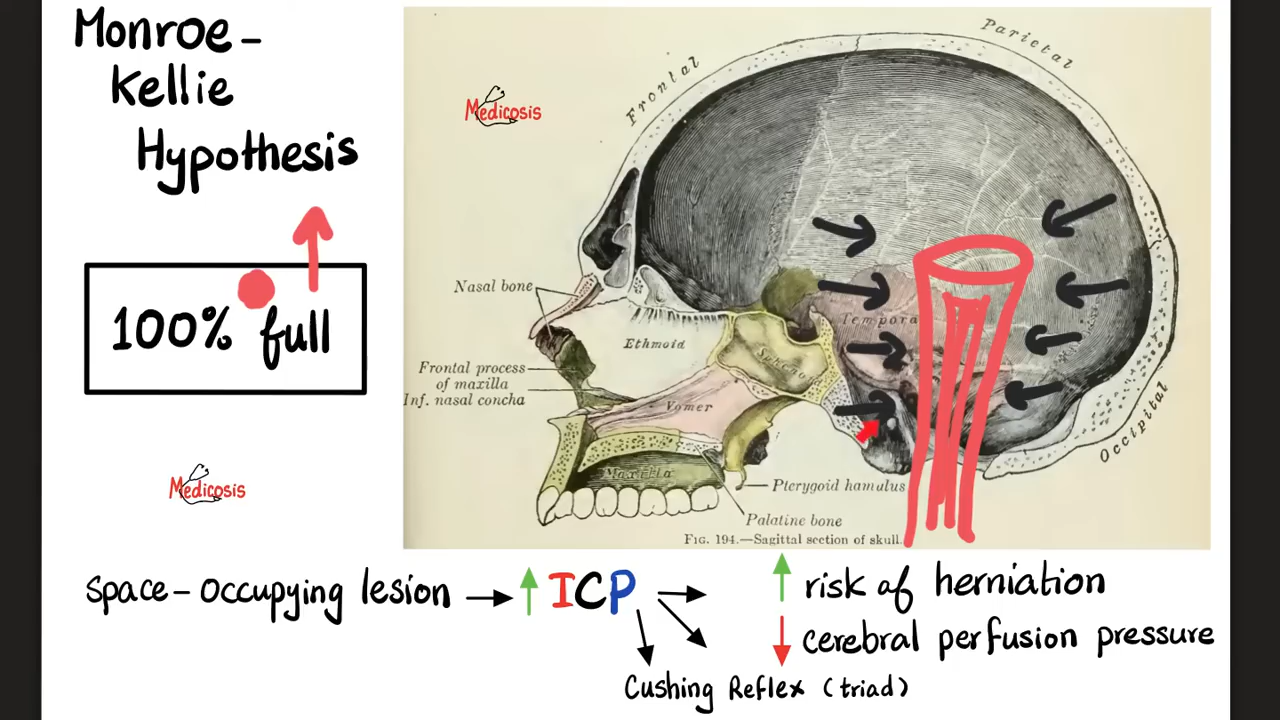 Monroe-
Kellie
Hypothesis
100% full
Medicosis
Medicosis
Frontal
Parietal
Nasal bone
Ethmoid
Tempora
Spheno
Frontal process
of maxilla
Inf. nasal concha
Vomer
Maxilla
Occipital
Pterygoid hamulus
Palatine bone
FIG. 194.—Sagittal section of skull.
space-occupying lesion → ↑ ICP → ↑ risk of herniation
↓ cerebral perfusion pressure
Cushing Reflex (triad)